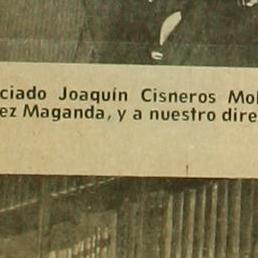 ciado Joaquín Cisneros Mol
ez Maganda, y a nuestro dire